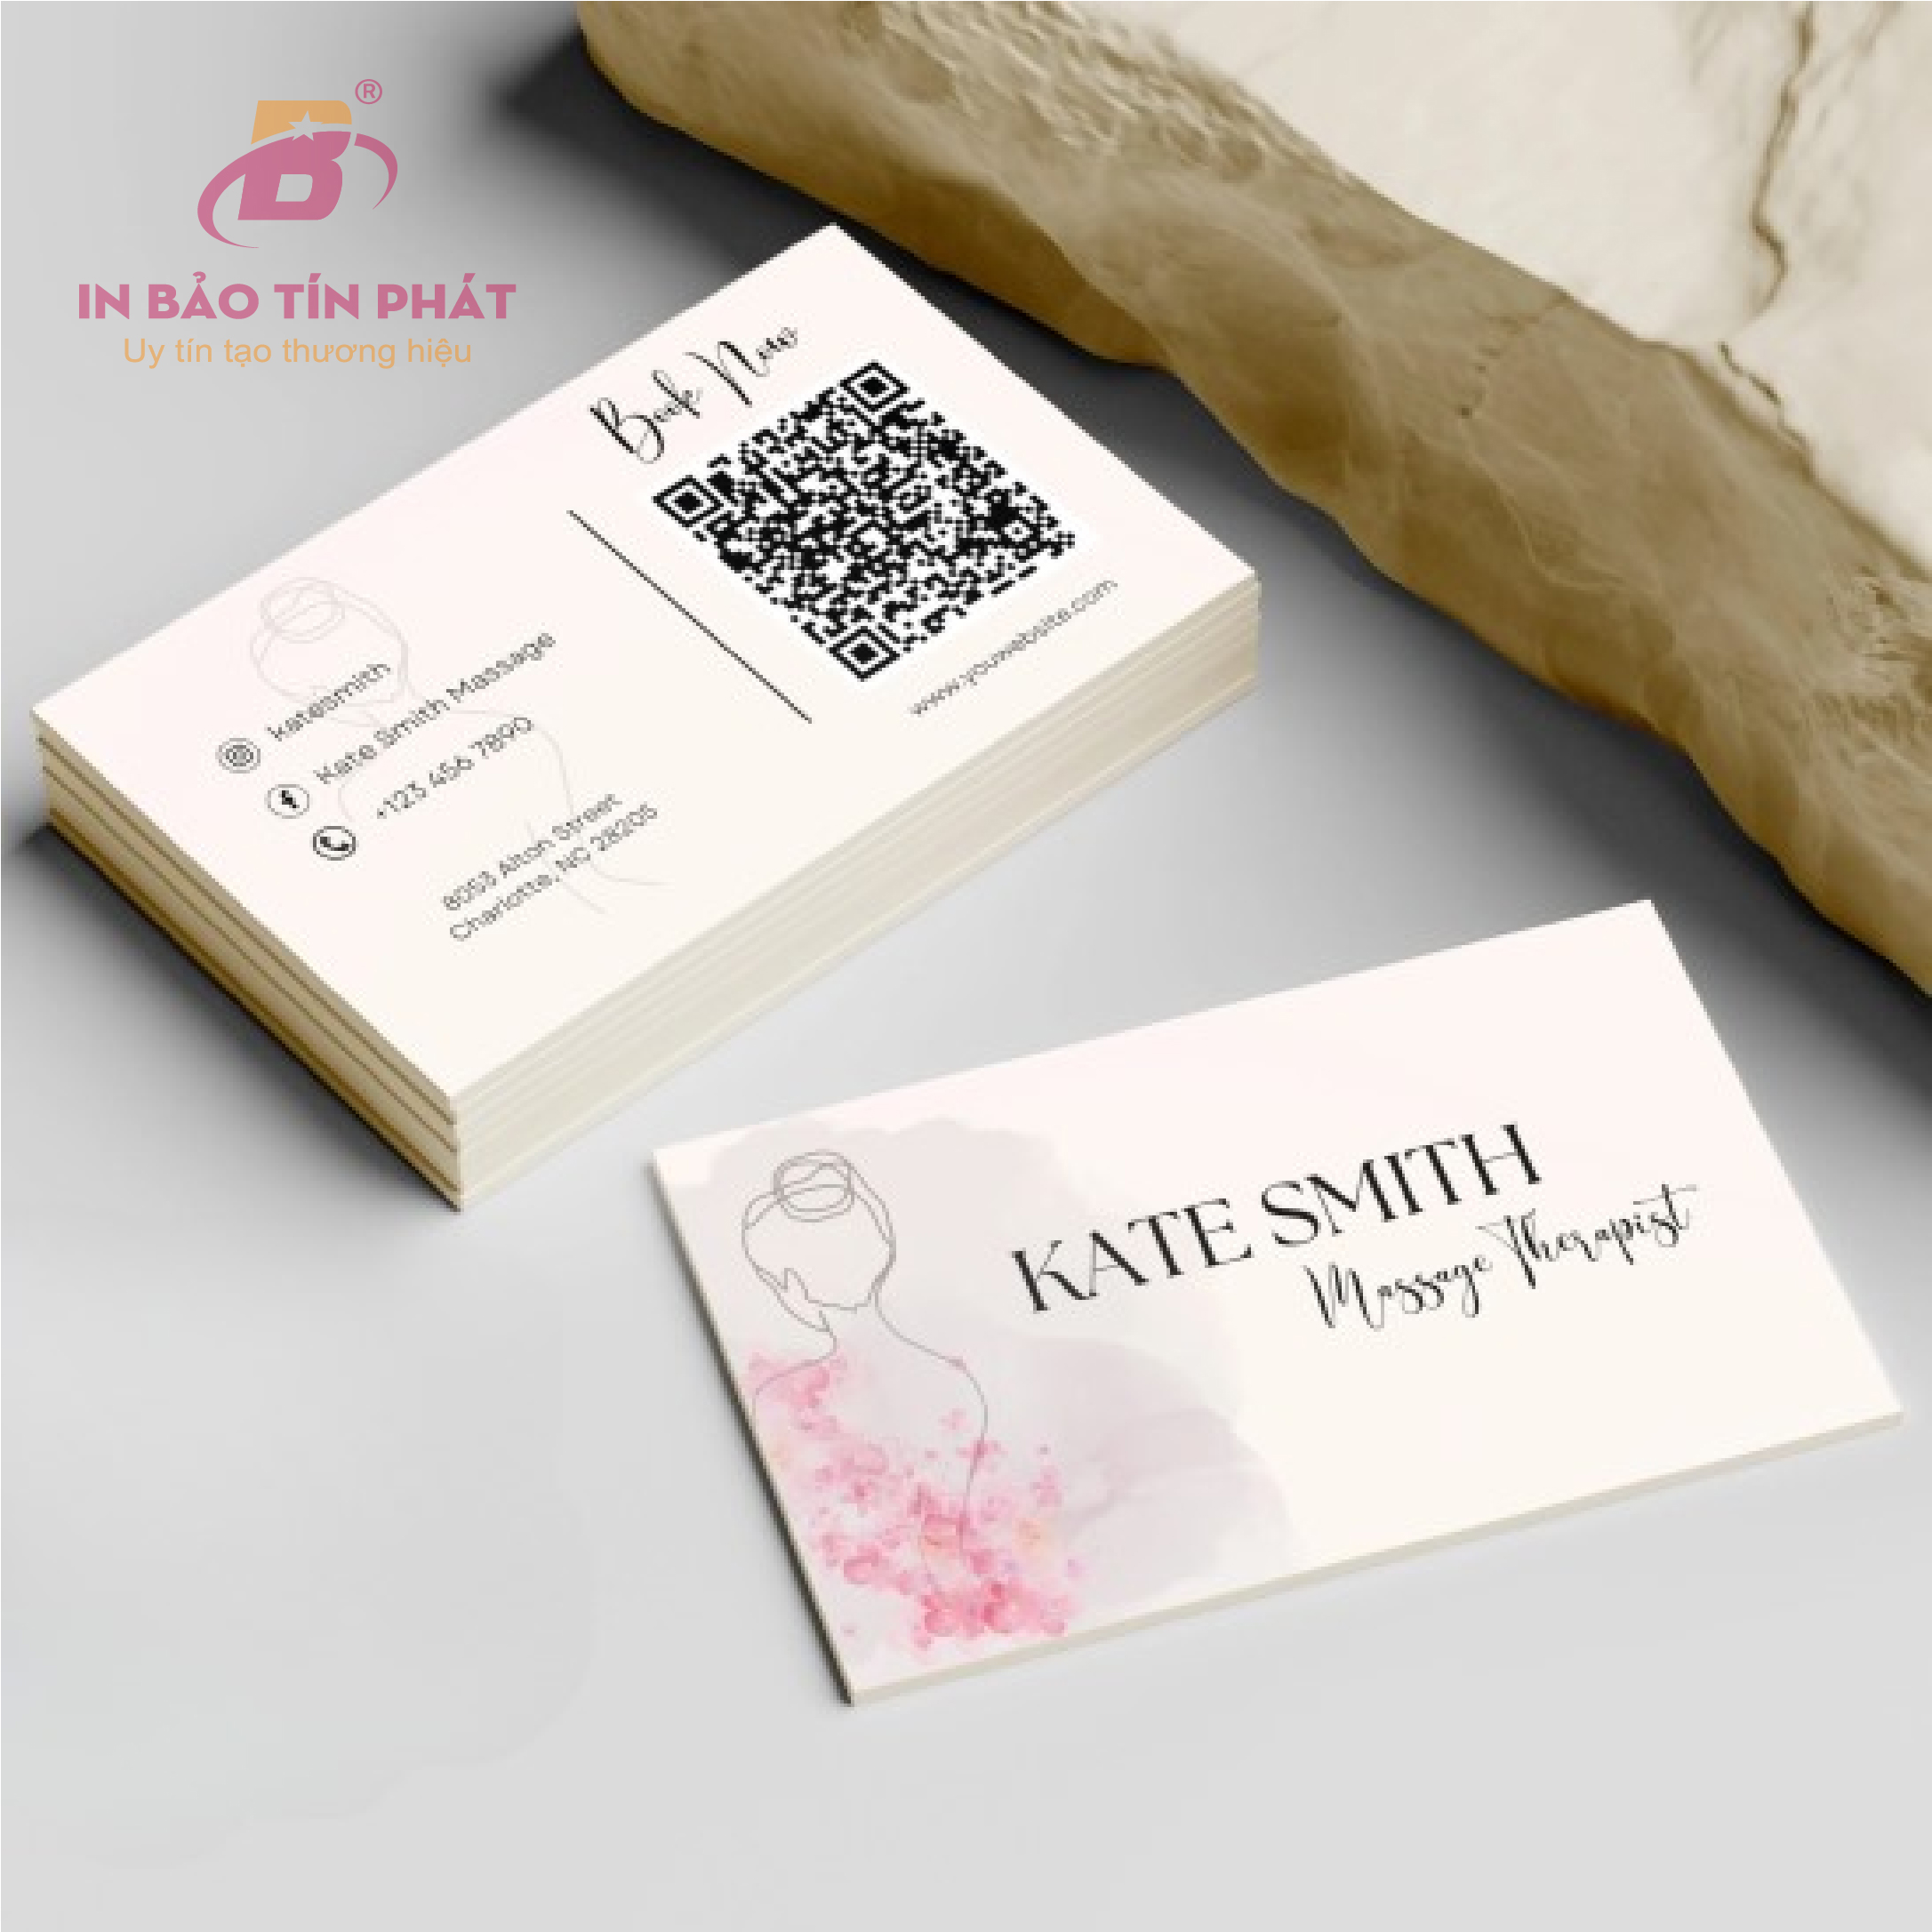 ®
IN BẢO TÍN PHÁT
Uy tín tạo thương hiệu
Book Now
www.yourwebsite.com
katesmith
Kate Smith Massage
+123 456 7890
8053 Alton Street
Charlotte, NC 28205
KATE SMITH
Massage Therapist